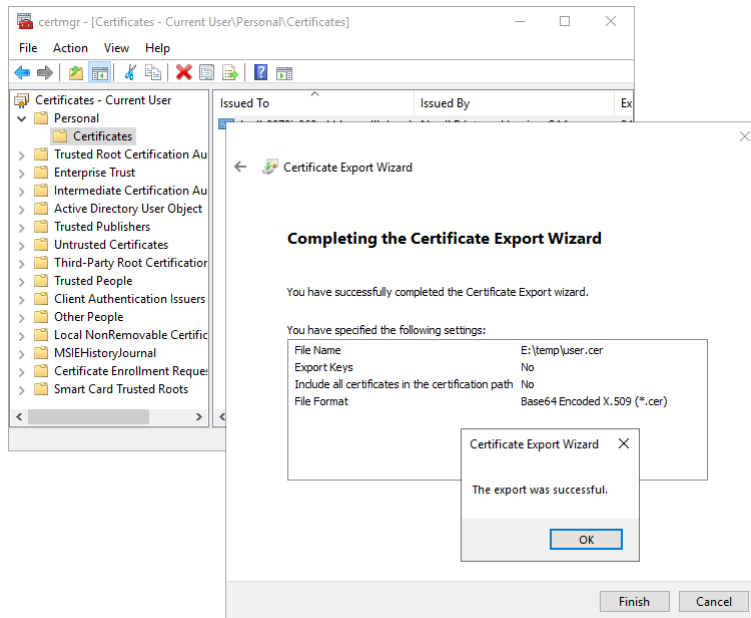 certmgr - [Certificates - Current User\Personal\Certificates]
File Action View Help
Certificates - Current User
Personal
Certificates
Trusted Root Certification Au
Enterprise Trust
Intermediate Certification Au
Active Directory User Object
Trusted Publishers
Untrusted Certificates
Third-Party Root Certification
Trusted People
Client Authentication Issuers
Other People
Local NonRemovable Certific
MSIEHistoryJournal
Certificate Enrollment Reques
Smart Card Trusted Roots
Issued To Issued By Ex
Certificate Export Wizard
Completing the Certificate Export Wizard
You have successfully completed the Certificate Export wizard.
You have specified the following settings:
File Name E:\temp\user.cer
Export Keys No
Include all certificates in the certification path No
File Format Base64 Encoded X.509 (*.cer)
Certificate Export Wizard
The export was successful.
OK
Finish Cancel